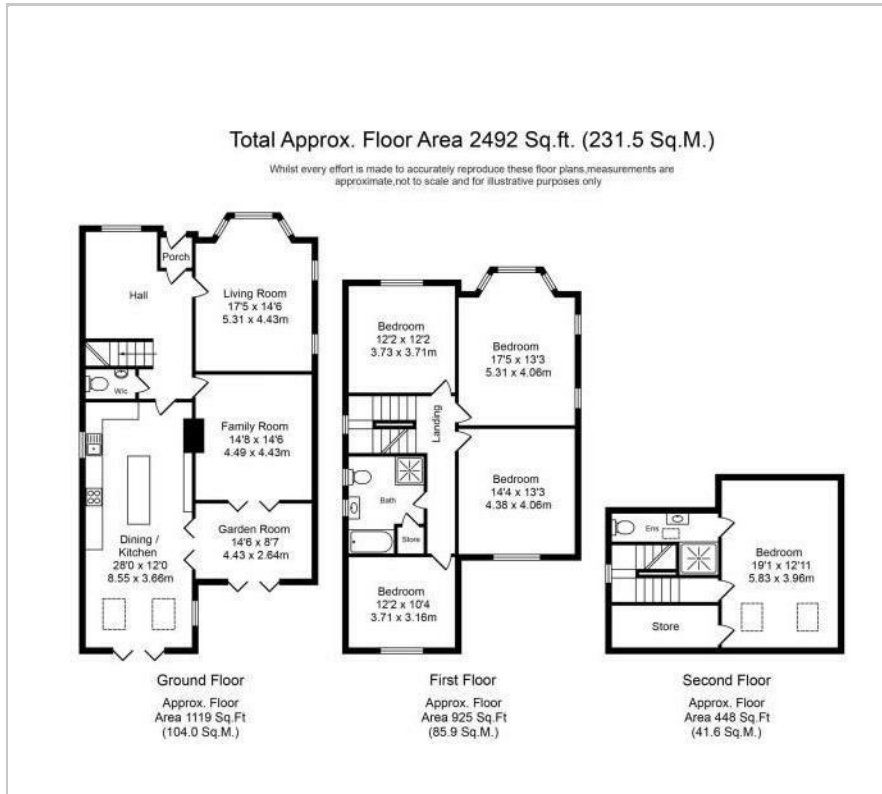 Total Approx. Floor Area 2492 Sq.ft. (231.5 Sq.M.)
Whilst every effort is made to accurately reproduce these floor plans,measurements are
approximate,not to scale and for illustrative purposes only
Porch
Hall
Living Room
17'5 x 14'6
5.31 x 4.43m
W/c
Family Room
14'8 x 14'6
4.49 x 4.43m
Garden Room
14'6 x 8'7
4.43 x 2.64m
Dining /
Kitchen
28'0 x 12'0
8.55 x 3.66m
Ground Floor
Approx. Floor
Area 1119 Sq.Ft
(104.0 Sq.M.)
Bedroom
12'2 x 12'2
3.73 x 3.71m
Bedroom
17'5 x 13'3
5.31 x 4.06m
Landing
Bath
Store
Bedroom
14'4 x 13'3
4.38 x 4.06m
Bedroom
12'2 x 10'4
3.71 x 3.16m
First Floor
Approx. Floor
Area 925 Sq.Ft
(85.9 Sq.M.)
Ens
Bedroom
19'1 x 12'11
5.83 x 3.96m
Store
Second Floor
Approx. Floor
Area 448 Sq.Ft
(41.6 Sq.M.)